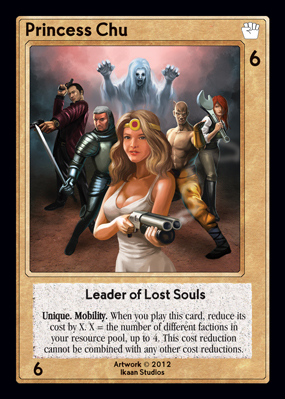 Princess Chu
6
Leader of Lost Souls
Unique. Mobility. When you play this card, reduce its
cost by X. X = the number of different factions in
your resource pool, up to 4. This cost reduction
cannot be combined with any other cost reductions.
6
Artwork © 2012
Ikaan Studios